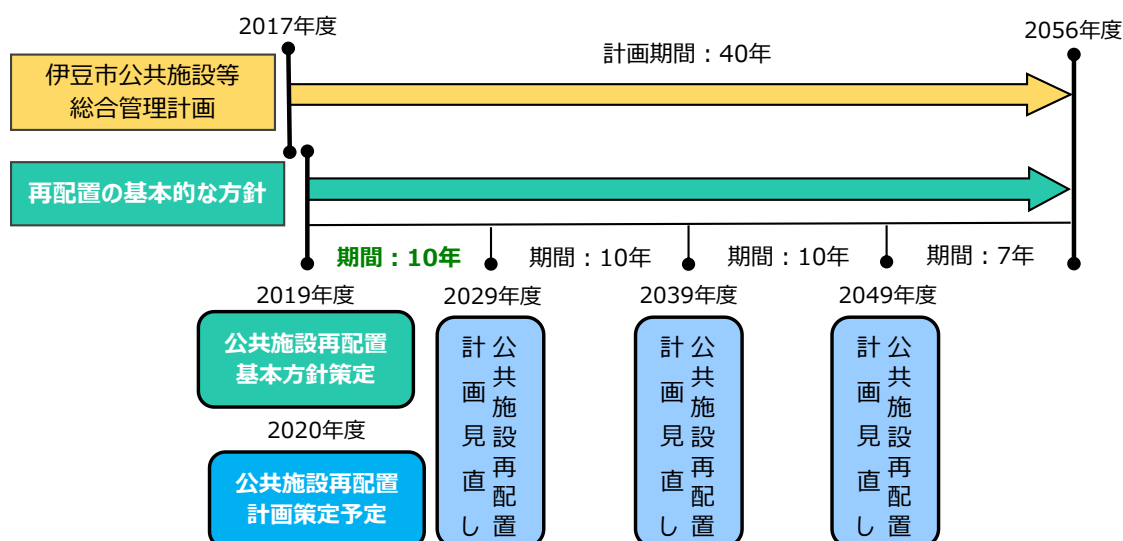 2017年度
2056年度
計画期間：40年
伊豆市公共施設等
総合管理計画
再配置の基本的な方針
期間：10年
期間：10年
期間：10年
期間：7年
2019年度
2029年度
2039年度
2049年度
公共施設再配置
基本方針策定
2020年度
公共施設再配置
計画策定予定
公共施設再配置
計画見直し
公共施設再配置
計画見直し
公共施設再配置
計画見直し